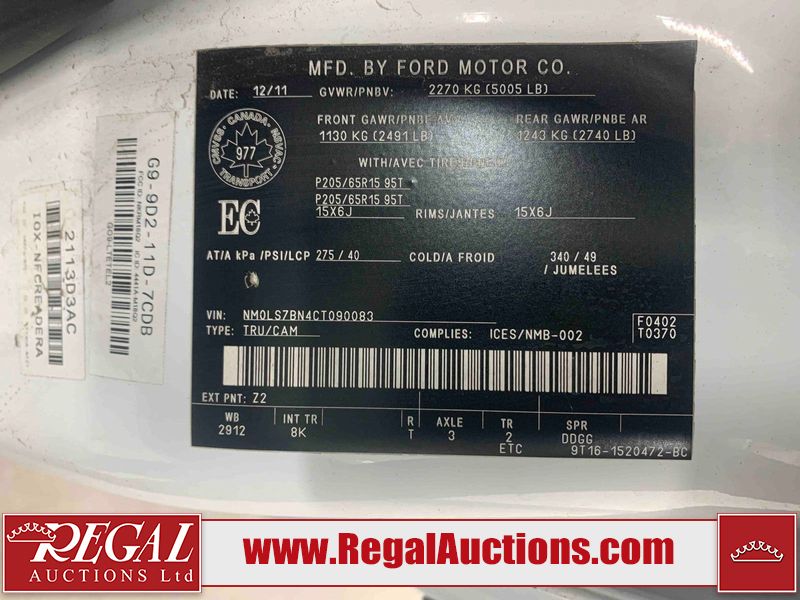 MFD. BY FORD MOTOR CO.
DATE: 12/11 GVWR/PNBV: 2270 KG (5005 LB)
FRONT GAWR/PNBE AV REAR GAWR/PNBE AR
1130 KG (2491 LB) 1243 KG (2740 LB)
WITH/AVEC
P205/65R15 95T
P205/65R15 95T
15X6J RIMS/JANTES 15X6J
AT/A kPa/PSI/LCP 275/40 COLD/A FROID 340/49
/ JUMELEES
CANADA
CMVSS NSVAC
977
TRANSPORT
EC
VIN: NM0LS7BN4CT090083
TYPE: TRU/CAM COMPLIES: ICES/NMB-002
F0402
T0370
EXT PNT: Z2
WB INT TR R AXLE TR SPR
2912 8K T 3 2 DDGG
ETC 9T16-1520472-BC
G9-9D2-11D-7CDB
2113D3AC
IOX-NFCREADERA
REGAL
AUCTIONS Ltd
www.RegalAuctions.com